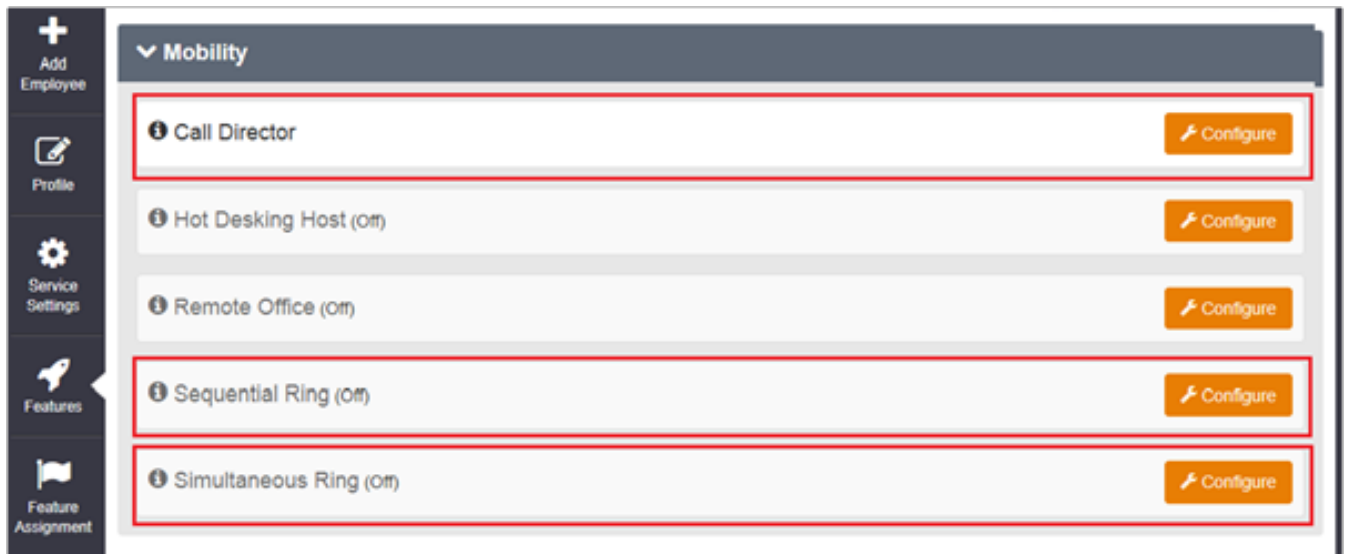 Add
Employee
Profile
Service
Settings
Features
Feature
Assignment
Mobility
Call Director
Configure
Hot Desking Host (Off)
Configure
Remote Office (Off)
Configure
Sequential Ring (Off)
Configure
Simultaneous Ring (Off)
Configure